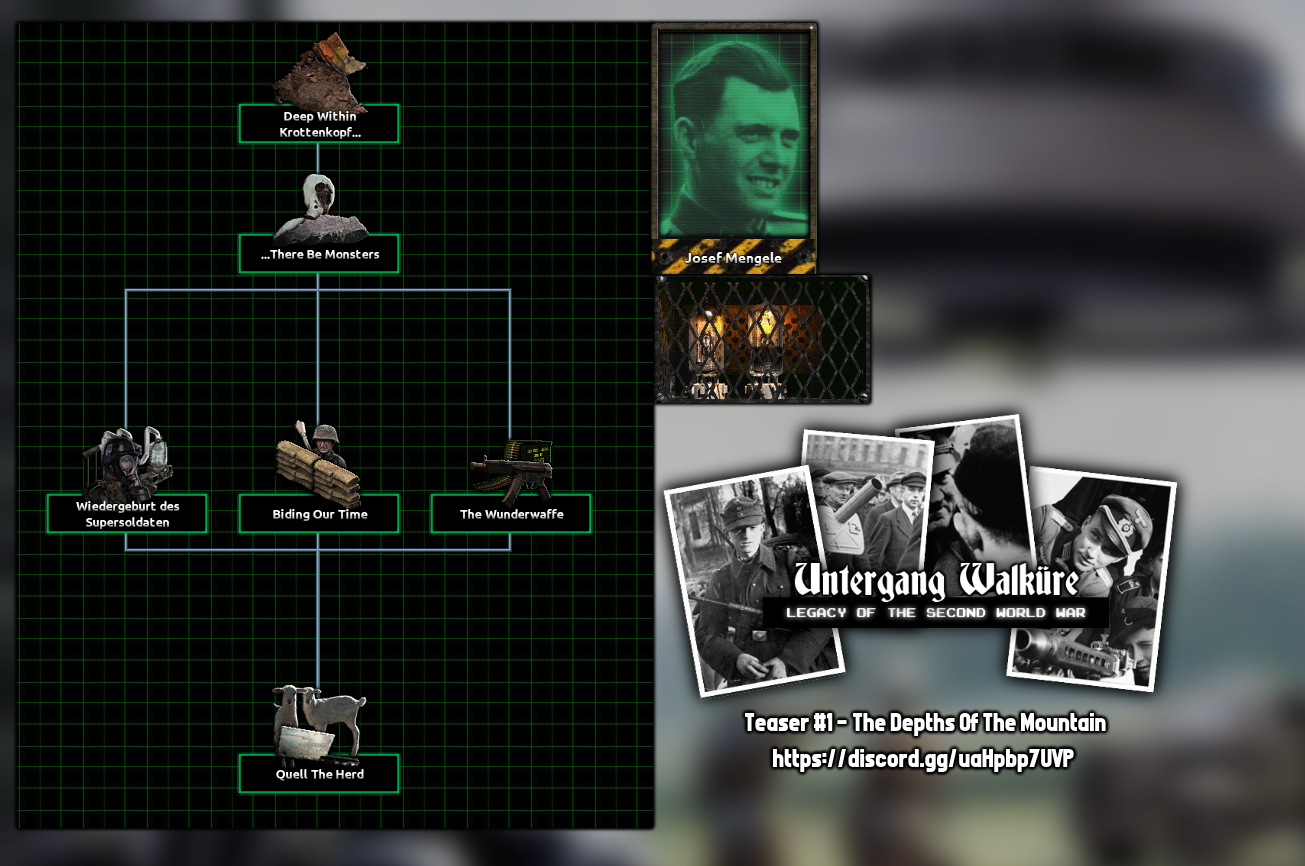 Deep Within
Krottenkopf...
...There Be Monsters
Wiedergeburt des
Supersoldaten
Biding Our Time
The Wunderwaffe
Quell The Herd
Josef Mengele
Untergang Walküre
LEGACY OF THE SECOND WORLD WAR
Teaser #1 - The Depths Of The Mountain
https://discord.gg/uaHpbp7UVP